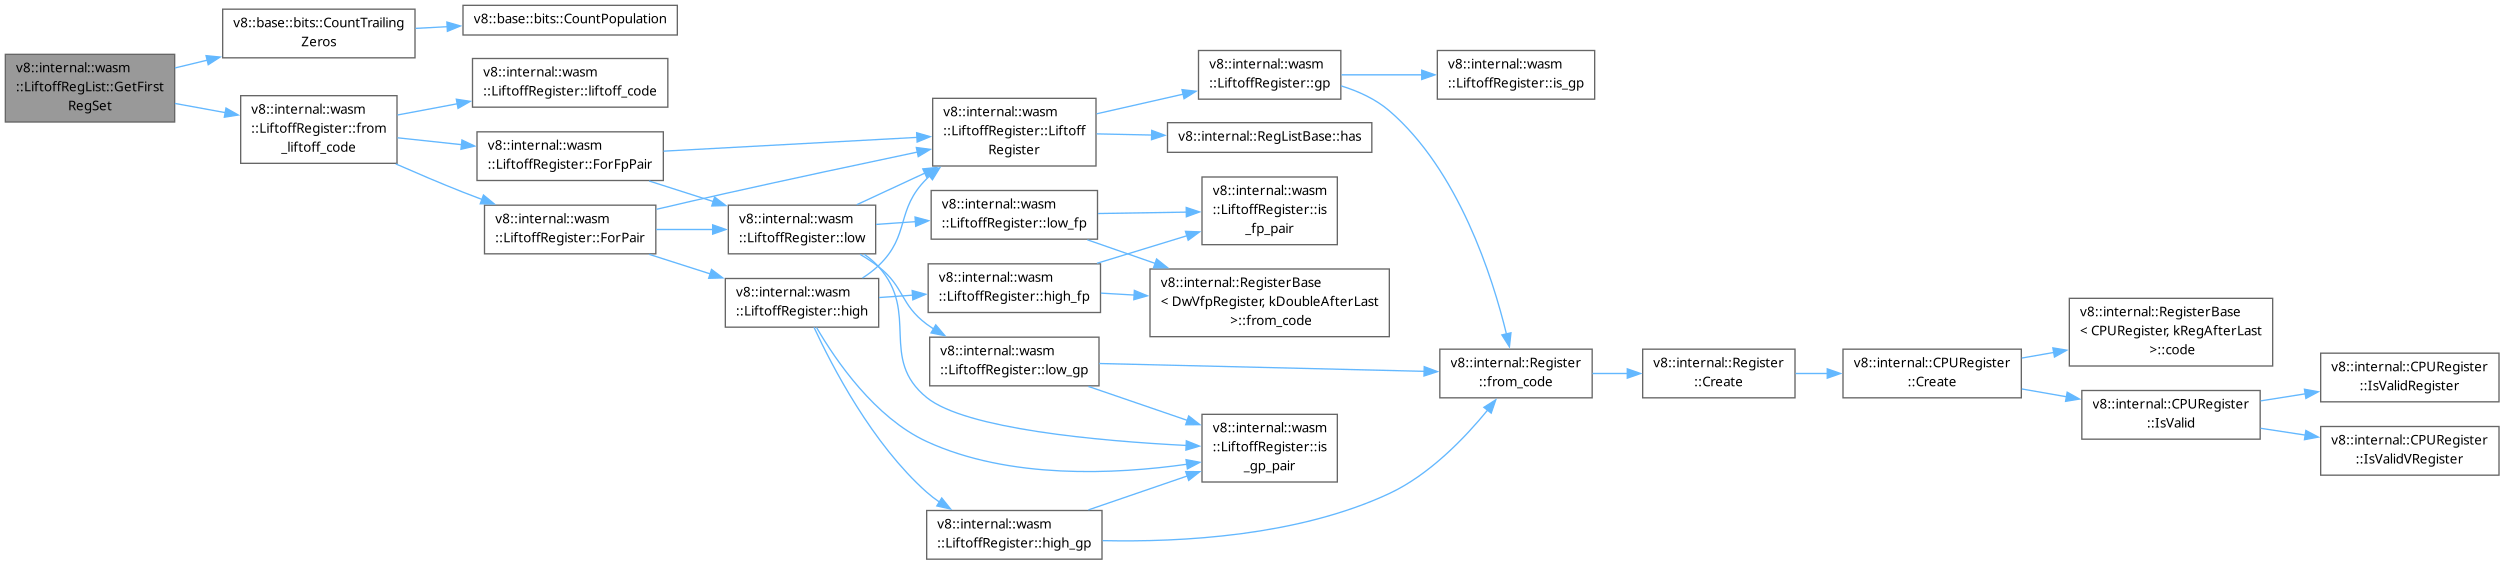 v8::internal::wasm
::LiftoffRegList::GetFirst
RegSet
v8::base::bits::CountTrailing
Zeros
v8::base::bits::CountPopulation
v8::internal::wasm
::LiftoffRegister::from
_liftoff_code
v8::internal::wasm
::LiftoffRegister::liftoff_code
v8::internal::wasm
::LiftoffRegister::ForFpPair
v8::internal::wasm
::LiftoffRegister::ForPair
v8::internal::wasm
::LiftoffRegister::low
v8::internal::wasm
::LiftoffRegister::high
v8::internal::wasm
::LiftoffRegister::Liftoff
Register
v8::internal::wasm
::LiftoffRegister::low_fp
v8::internal::wasm
::LiftoffRegister::high_fp
v8::internal::wasm
::LiftoffRegister::low_gp
v8::internal::wasm
::LiftoffRegister::high_gp
v8::internal::wasm
::LiftoffRegister::gp
v8::internal::RegListBase::has
v8::internal::wasm
::LiftoffRegister::is
_fp_pair
v8::internal::RegisterBase
< DwVfpRegister, kDoubleAfterLast
>::from_code
v8::internal::wasm
::LiftoffRegister::is
_gp_pair
v8::internal::wasm
::LiftoffRegister::is_gp
v8::internal::Register
::from_code
v8::internal::Register
::Create
v8::internal::CPURegister
::Create
v8::internal::RegisterBase
< CPURegister, kRegAfterLast
>::code
v8::internal::CPURegister
::IsValid
v8::internal::CPURegister
::IsValidRegister
v8::internal::CPURegister
::IsValidVRegister